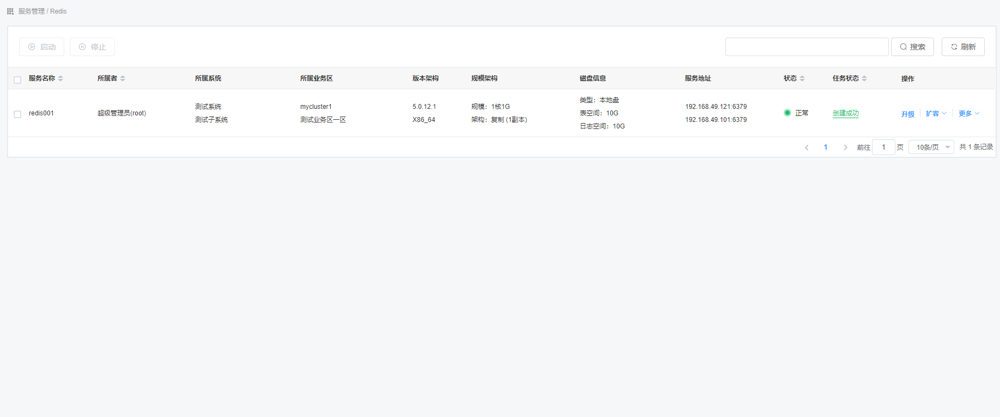 服务管理 / Redis
启动 停止 搜索 刷新
服务名称 所属者 所属系统 所属业务区 版本架构 规模架构 磁盘信息 服务地址 状态 任务状态 操作
redis001 超级管理员(root)
测试系统
测试子系统
mycluster1
测试业务区一区
5.0.12.1
X86_64
规模：1核1G
架构：复制 (1副本)
类型：本地盘
表空间：10G
日志空间：10G
192.168.49.121:6379
192.168.49.101:6379
正常 创建成功 升级 扩容 更多
1 前往 1 页 10条/页 共 1 条记录